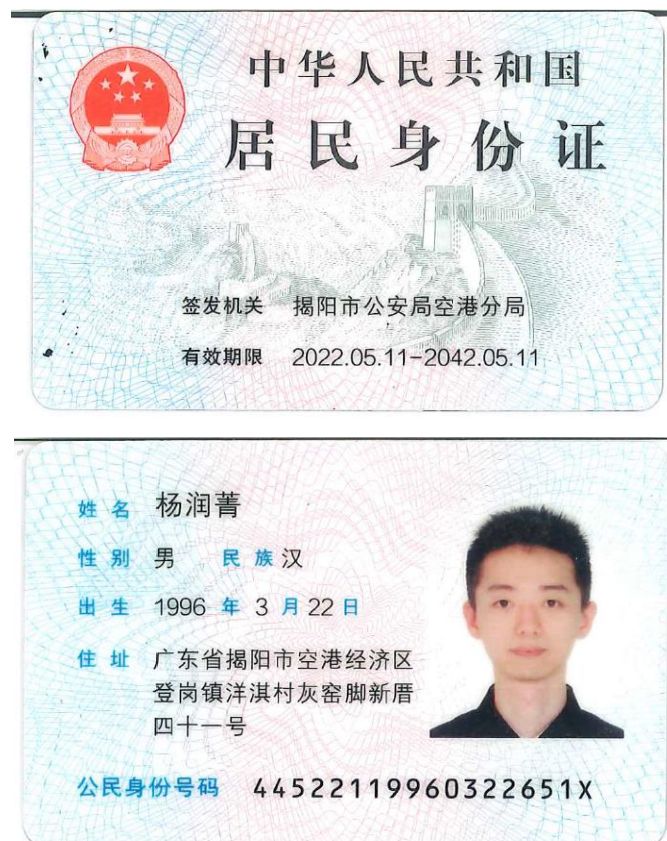 中华人民共和国
居民身份证
签发机关 揭阳市公安局空港分局
有效期限 2022.05.11-2042.05.11
姓名 杨润菁
性别 男 民族 汉
出生 1996 年 3 月 22 日
住址 广东省揭阳市空港经济区
登岗镇洋淇村灰窑脚新厝
四十一号
公民身份号码 44522119960322651X